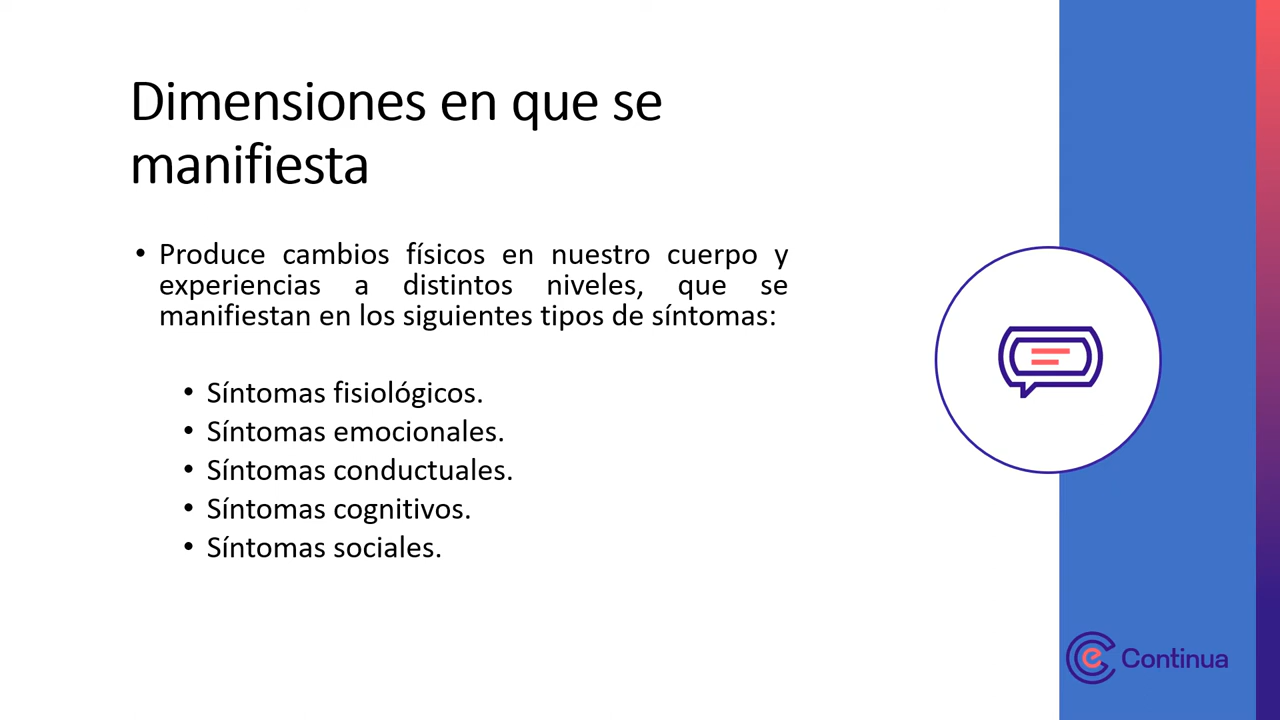 Dimensiones en que se
manifiesta
• Produce cambios físicos en nuestro cuerpo y
experiencias a distintos niveles, que se
manifiestan en los siguientes tipos de síntomas:
• Síntomas fisiológicos.
• Síntomas emocionales.
• Síntomas conductuales.
• Síntomas cognitivos.
• Síntomas sociales.
e Continua